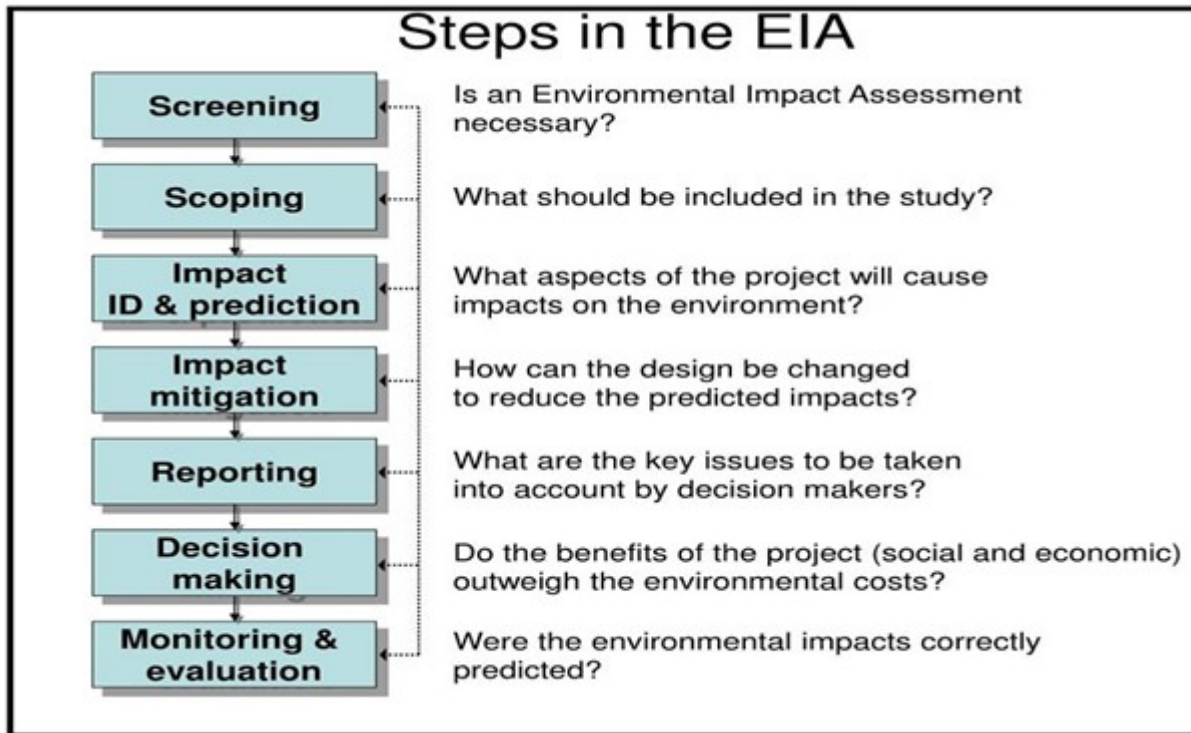 Steps in the EIA
Screening
Is an Environmental Impact Assessment
necessary?
Scoping
What should be included in the study?
Impact
ID & prediction
What aspects of the project will cause
impacts on the environment?
Impact
mitigation
How can the design be changed
to reduce the predicted impacts?
Reporting
What are the key issues to be taken
into account by decision makers?
Decision
making
Do the benefits of the project (social and economic)
outweigh the environmental costs?
Monitoring &
evaluation
Were the environmental impacts correctly
predicted?